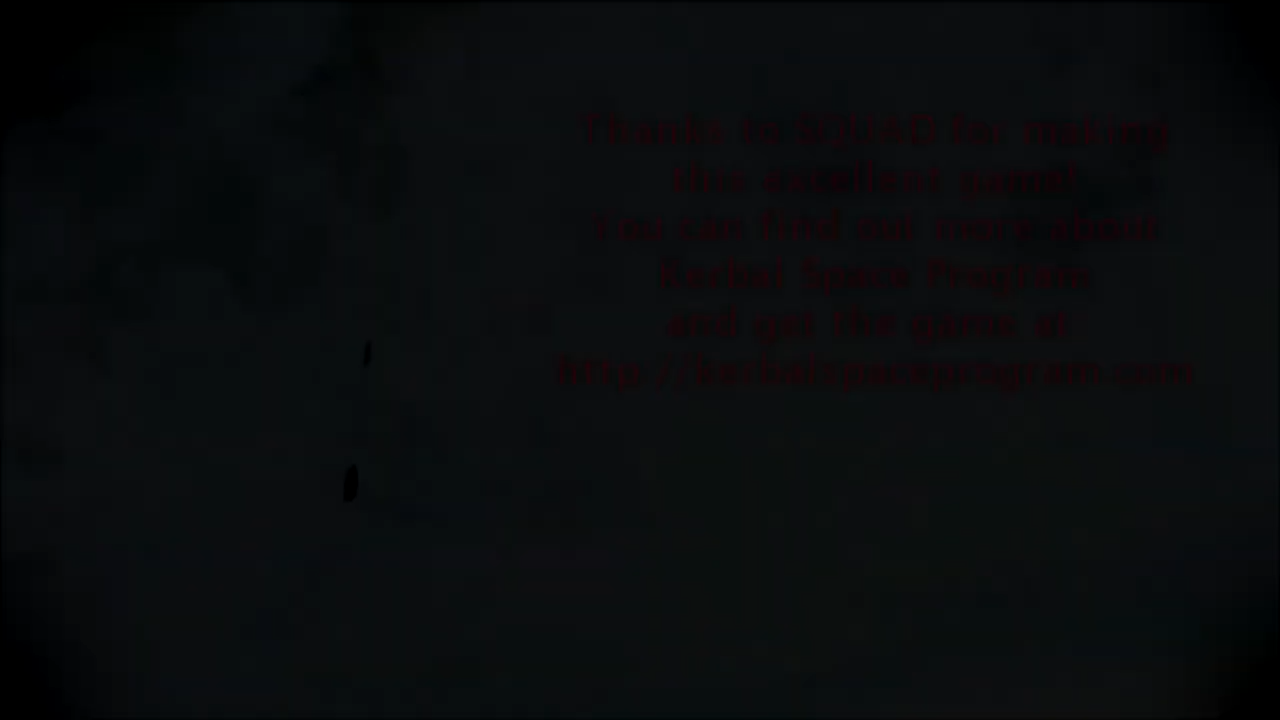 Thanks to SQUAD for making
this excellent game!
You can find out more about
Kerbal Space Program
and get the game at
http://kerbalspaceprogram.com